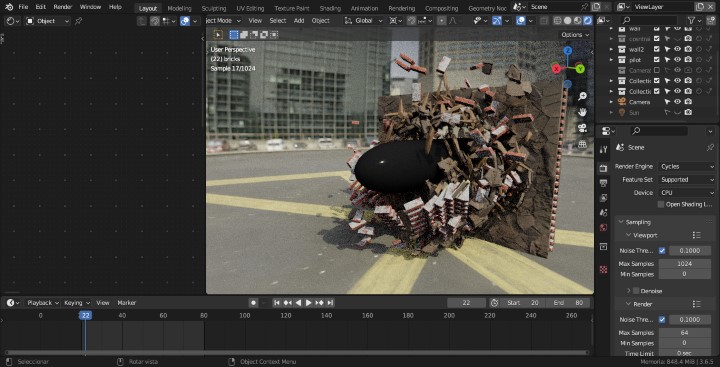 File Edit Render Window Help Layout Modeling Sculpting UV Editing Texture Paint Shading Animation Rendering Compositing Geometry Noc Scene ViewLayer
Object
ject Mode View Select Add Object Global
Options
User Perspective
(22) bricks
Sample 17/1024
Z
X
Y
wall
wall2
pilot
Camera
Collecti
Collecti
Camera
Sun
Scene
Render Engine Cycles
Feature Set Supported
Device CPU
Open Shading L...
Sampling
Viewport
Noise Thre... 0.1000
Max Samples 1024
Min Samples 0
Denoise
Render
Noise Thre... 0.1000
Max Samples 64
Min Samples 0
Time Limit 0 sec
Playback Keying View Marker 22 Start 20 End 80
0 22 40 60 80 100 120 140 160 180 200 220 240 260
Seleccionar Rotar vista Object Context Menu Memoria: 848.4 MiB | 3.6.5